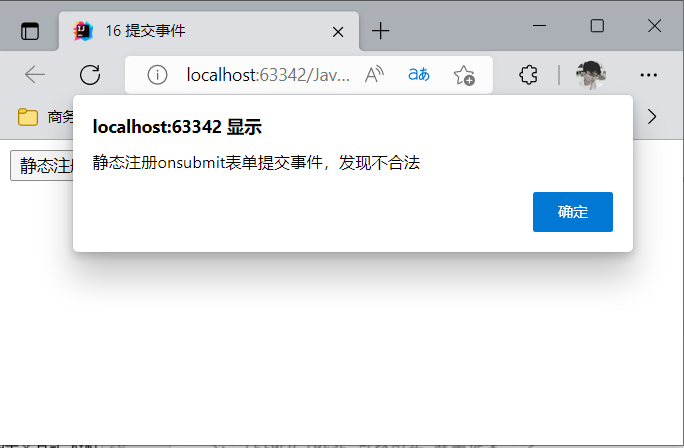 16 提交事件
localhost:63342/Jav...
aあ
商务
localhost:63342 显示
静态注册onsubmit表单提交事件，发现不合法
确定
静态注册